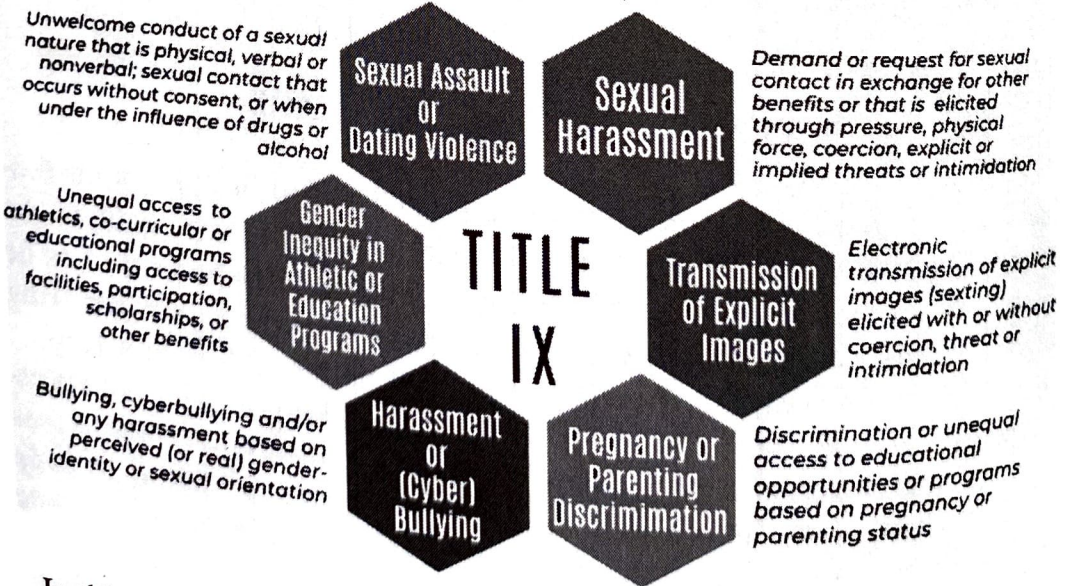 Unwelcome conduct of a sexual
nature that is physical, verbal or
nonverbal; sexual contact that
occurs without consent, or when
under the influence of drugs or
alcohol
Sexual Assault
or
Dating Violence
Sexual
Harassment
Demand or request for sexual
contact in exchange for other
benefits or that is elicited
through pressure, physical
force, coercion, explicit or
implied threats or intimidation
Unequal access to
athletics, co-curricular or
educational programs
including access to
facilities, participation,
scholarships, or
other benefits
Gender
Inequity in
Athletic or
Education
Programs
TITLE
IX
Transmission
of Explicit
Images
Electronic
transmission of explicit
images (sexting)
elicited with or without
coercion, threat or
intimidation
Bullying, cyberbullying and/or
any harassment based on
perceived (or real) gender-
identity or sexual orientation
Harassment
or
(Cyber)
Bullying
Pregnancy or
Parenting
Discrimimation
Discrimination or unequal
access to educational
opportunities or programs
based on pregnancy or
parenting status